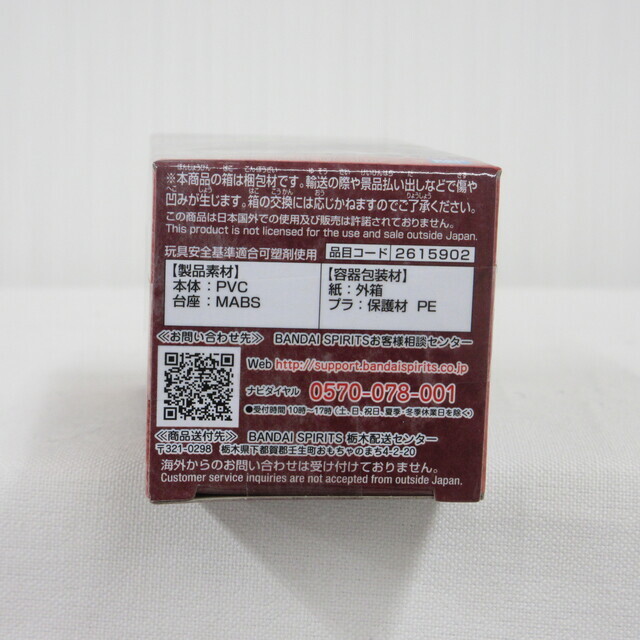 ※本商品の箱は梱包材です。輸送の際や景品払い出しなどで傷や
凹みが生じます。箱の交換には応じかねますのでご了承ください。
この商品は日本国外での使用及び販売は許諾されておりません。
This product is not licensed for the use and sale outside Japan.
玩具安全基準適合可塑剤使用 品目コード 2615902
【製品素材】 【容器包装材】
本体：PVC 紙：外箱
台座：MABS プラ：保護材 PE
≪お問い合わせ先≫ BANDAI SPIRITSお客様相談センター
Web http://support.bandaispirits.co.jp
ナビダイヤル 0570-078-001
●受付時間 10時～17時（土、日、祝日、夏季・冬季休業日を除く）
≪商品送付先≫ BANDAI SPIRITS 栃木配送センター
〒321-0298 栃木県下都賀郡壬生町おもちゃのまち4-2-20
海外からのお問い合わせは受け付けておりません。
Customer service inquiries are not accepted from outside Japan.